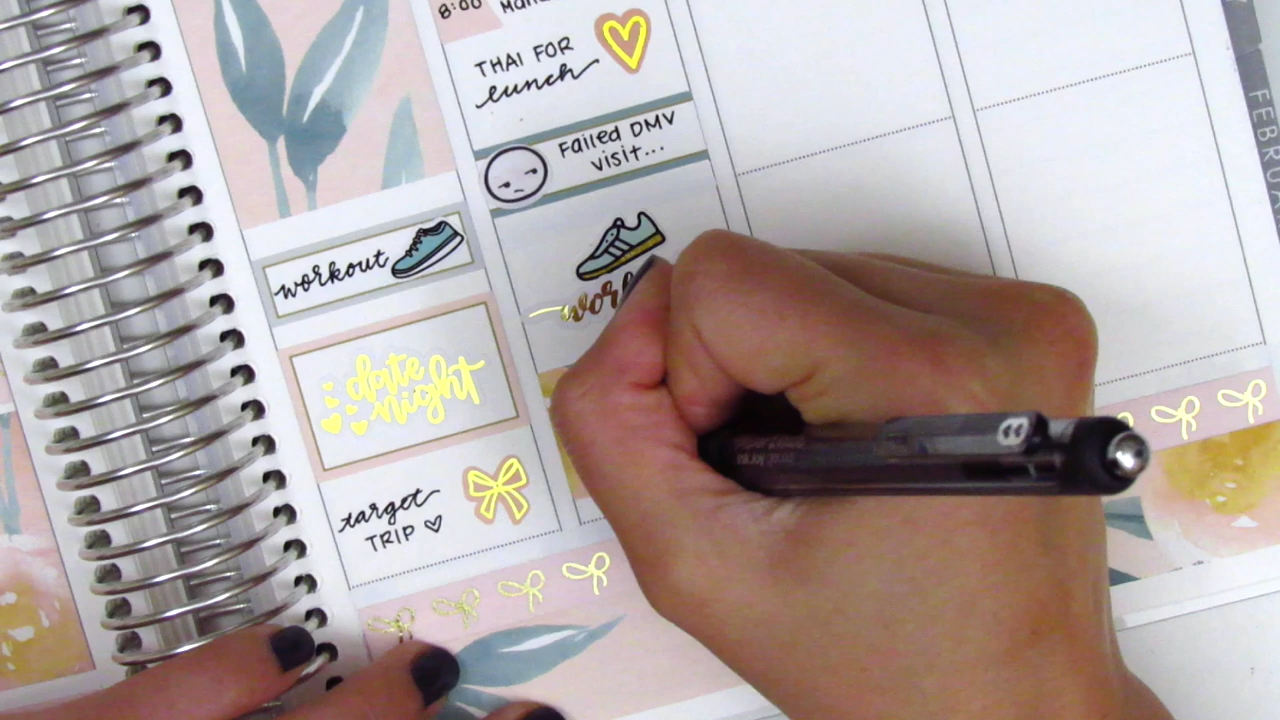 8:00
THAI FOR
lunch
Failed DMV
visit...
workout
date
night
target
TRIP ♡
FEBRUA